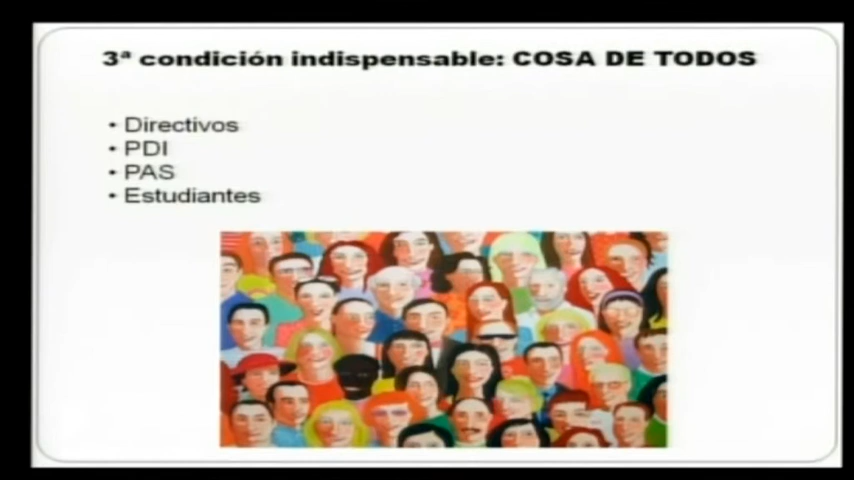 3ª condición indispensable: COSA DE TODOS
• Directivos
• PDI
• PAS
• Estudiantes